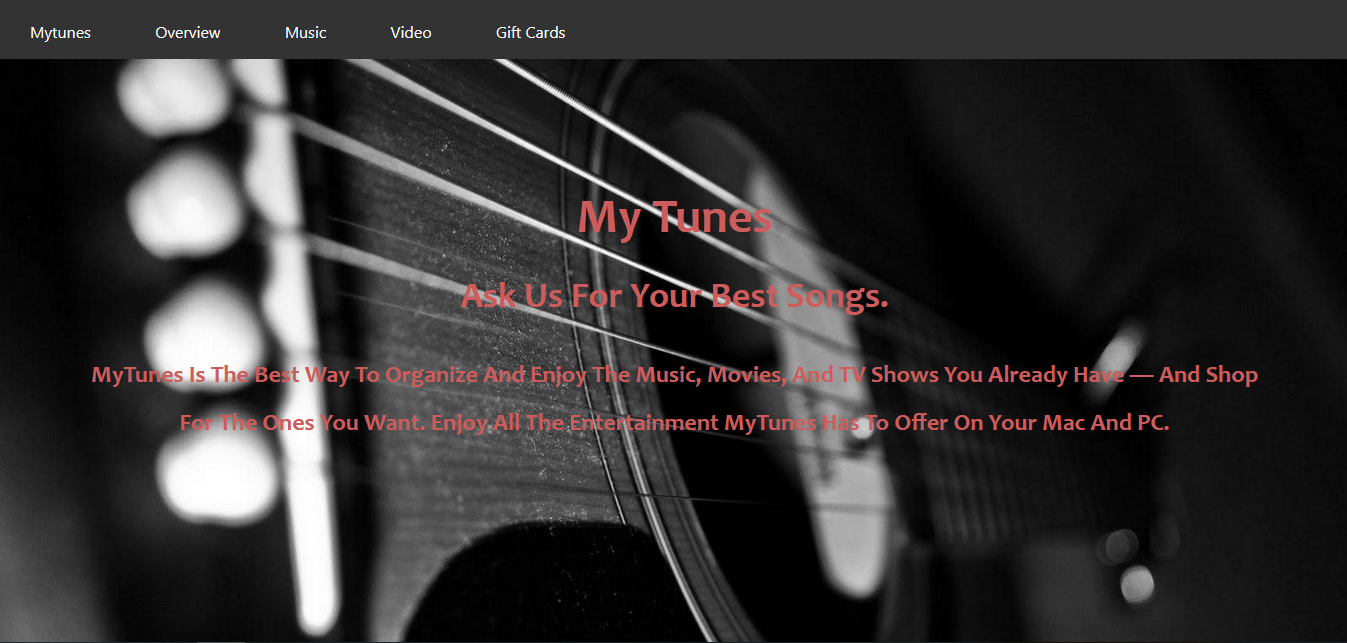 Mytunes Overview Music Video Gift Cards
My Tunes
Ask Us For Your Best Songs.
MyTunes Is The Best Way To Organize And Enjoy The Music, Movies, And TV Shows You Already Have — And Shop
For The Ones You Want. Enjoy All The Entertainment MyTunes Has To Offer On Your Mac And PC.